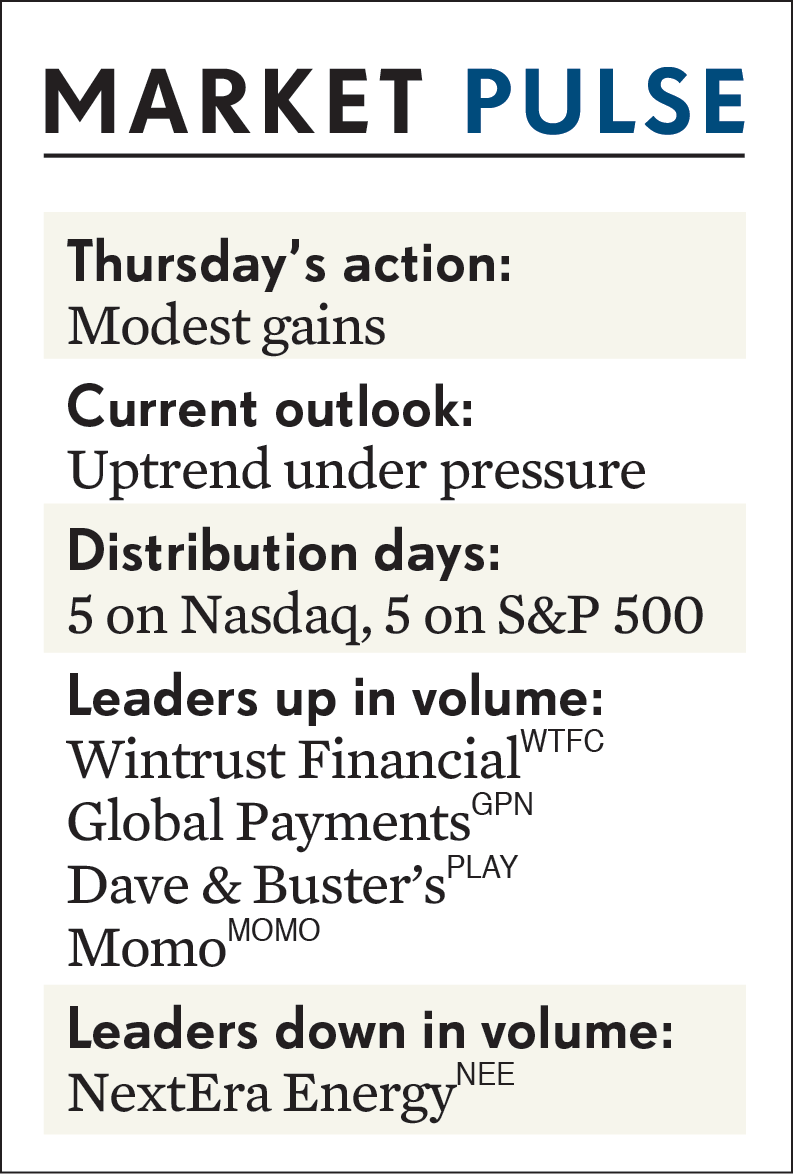 MARKET PULSE
Thursday’s action:
Modest gains
Current outlook:
Uptrend under pressure
Distribution days:
5 on Nasdaq, 5 on S&P 500
Leaders up in volume:
Wintrust Financial WTFC
Global Payments GPN
Dave & Buster’s PLAY
Momo MOMO
Leaders down in volume:
NextEra Energy NEE